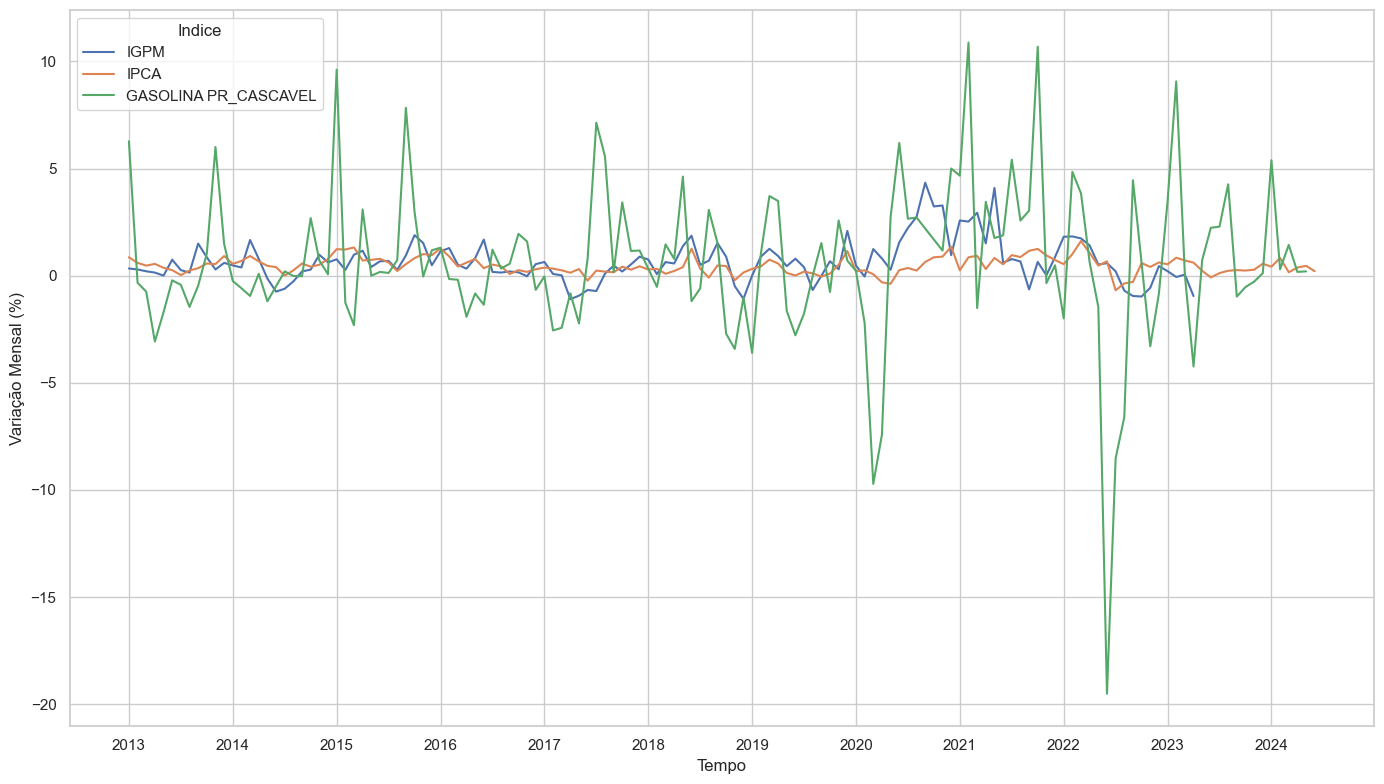 Indice
IGPM
IPCA
GASOLINA PR_CASCAVEL
Variação Mensal (%)
10
5
0
−5
−10
−15
−20
2013 2014 2015 2016 2017 2018 2019 2020 2021 2022 2023 2024
Tempo